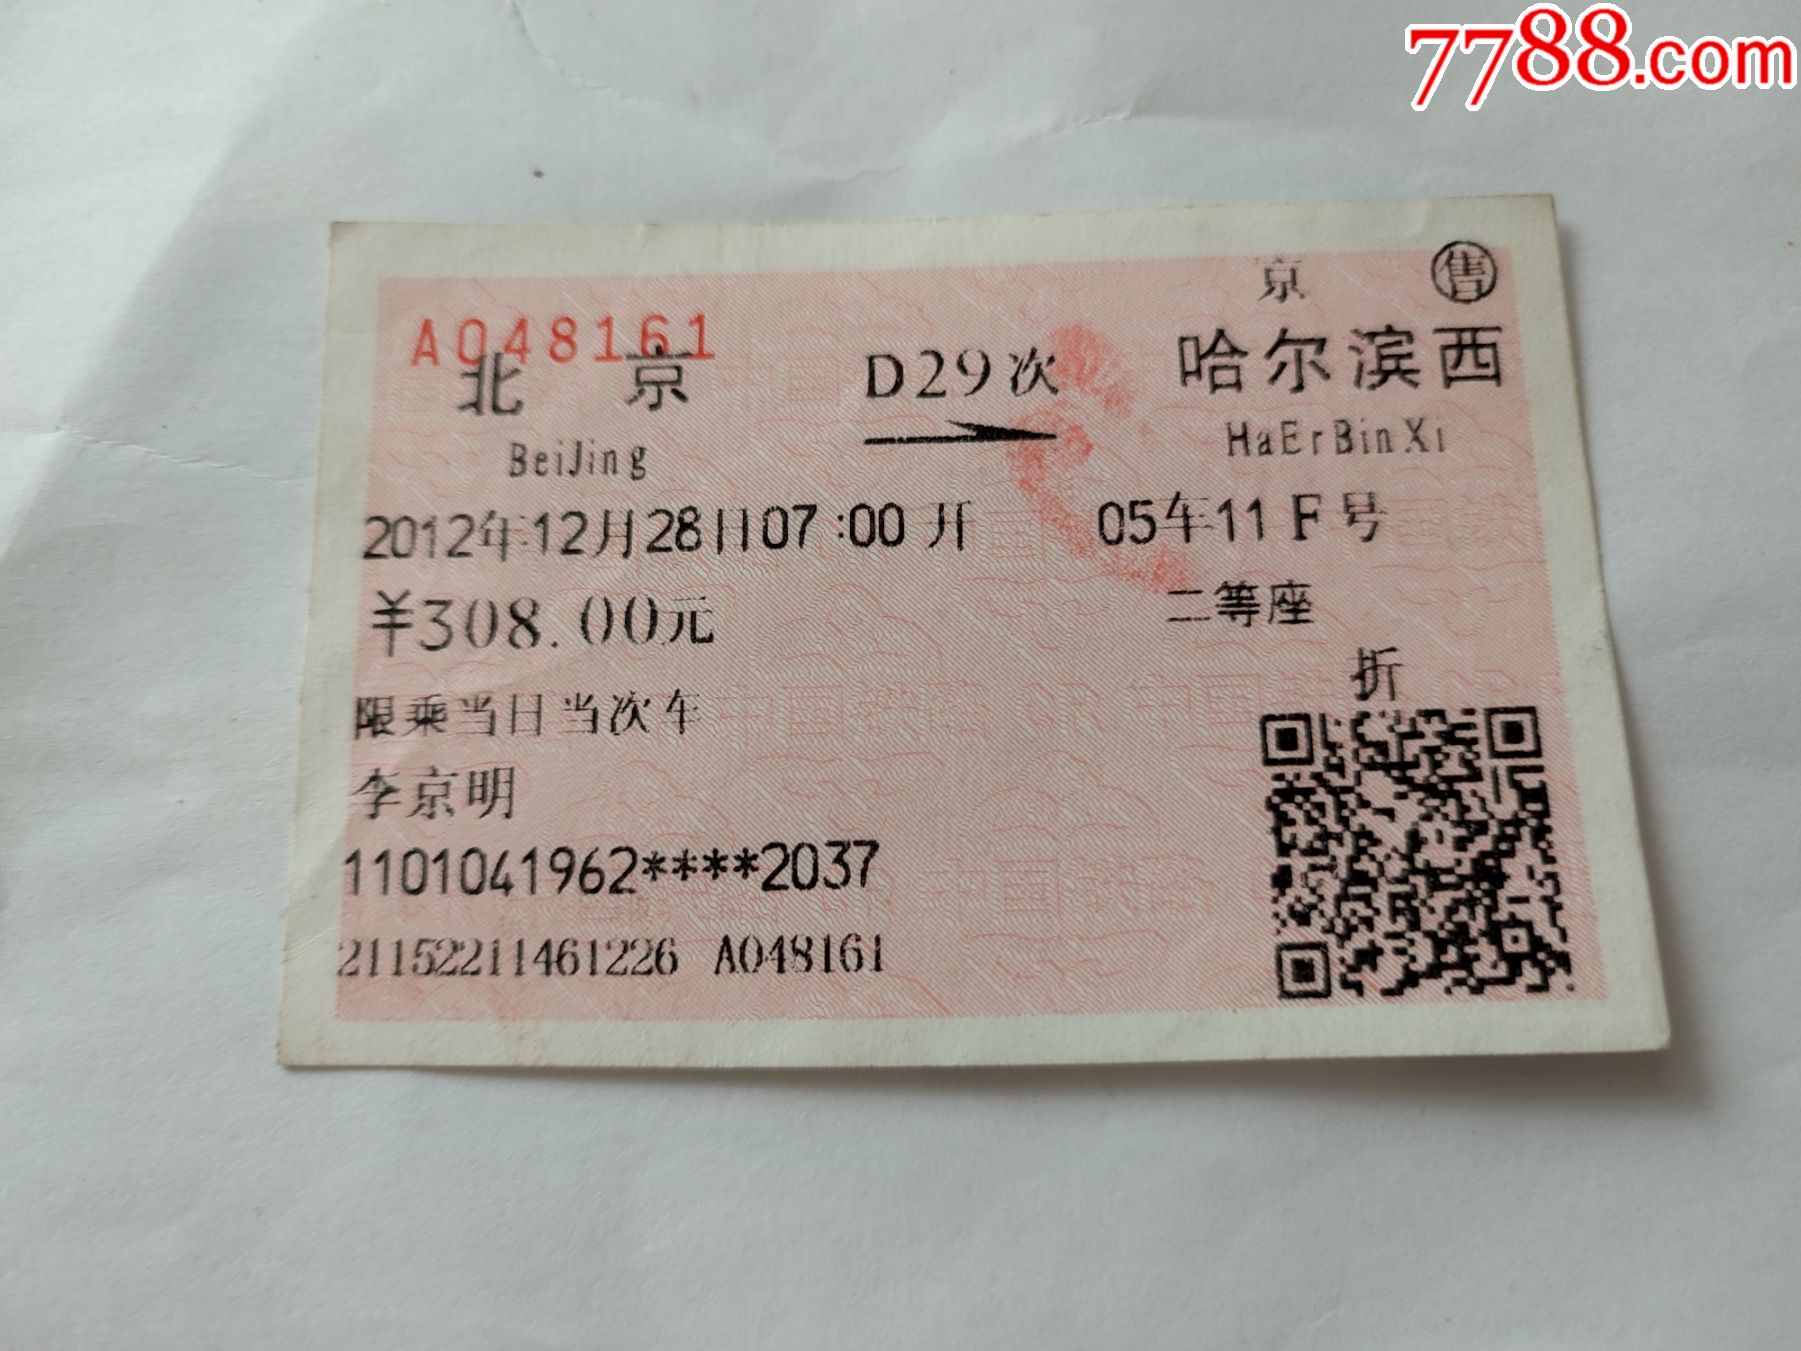 7788.com
京 售
A048161
北京 D29次 哈尔滨西
BeiJing HaErBinXi
2012年12月28日07:00开 05车11F号
¥308.00元 二等座
折
限乘当日当次车
李京明
1101041962****2037
21152211461226 A048161